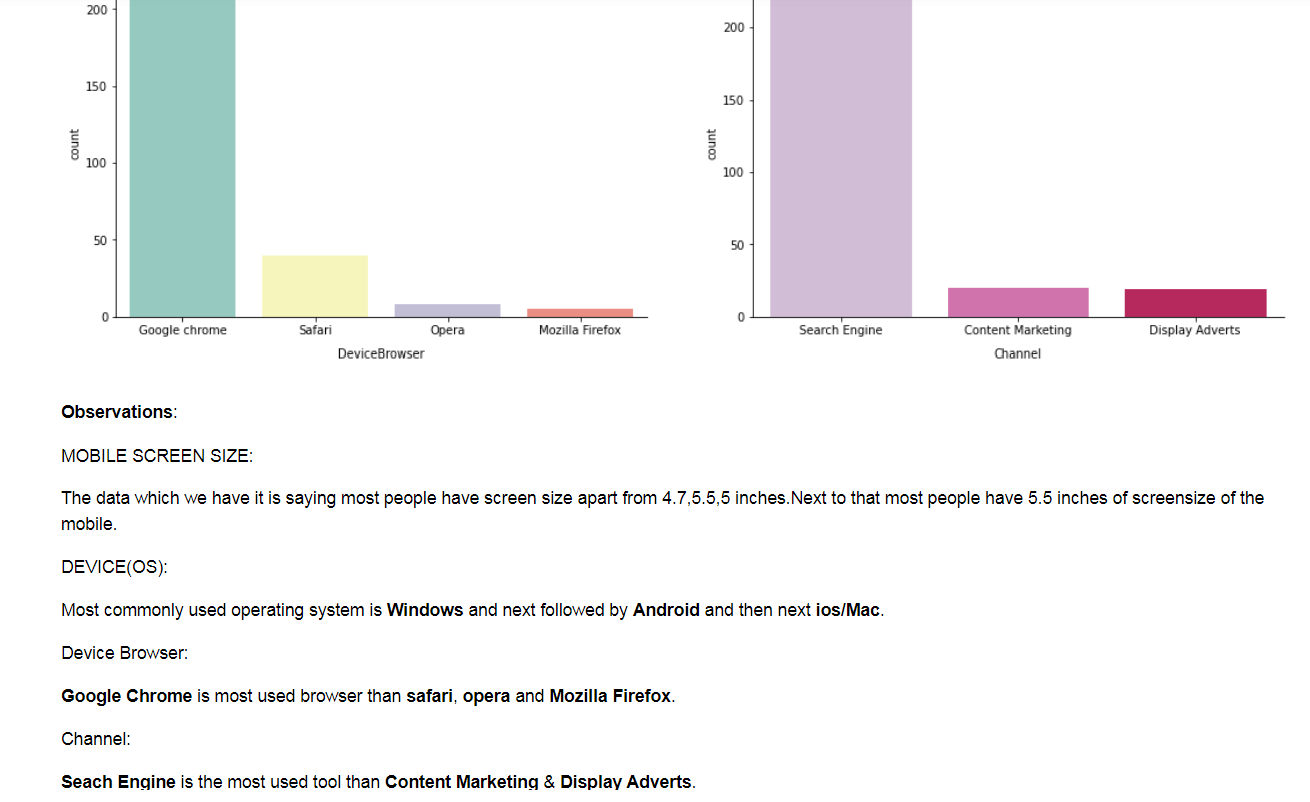 200
150
100
50
0
count
Google chrome Safari Opera Mozilla Firefox
DeviceBrowser
200
150
100
50
0
count
Search Engine Content Marketing Display Adverts
Channel
Observations:
MOBILE SCREEN SIZE:
The data which we have it is saying most people have screen size apart from 4.7,5.5,5 inches.Next to that most people have 5.5 inches of screensize of the
mobile.
DEVICE(OS):
Most commonly used operating system is Windows and next followed by Android and then next ios/Mac.
Device Browser:
Google Chrome is most used browser than safari, opera and Mozilla Firefox.
Channel:
Seach Engine is the most used tool than Content Marketing & Display Adverts.